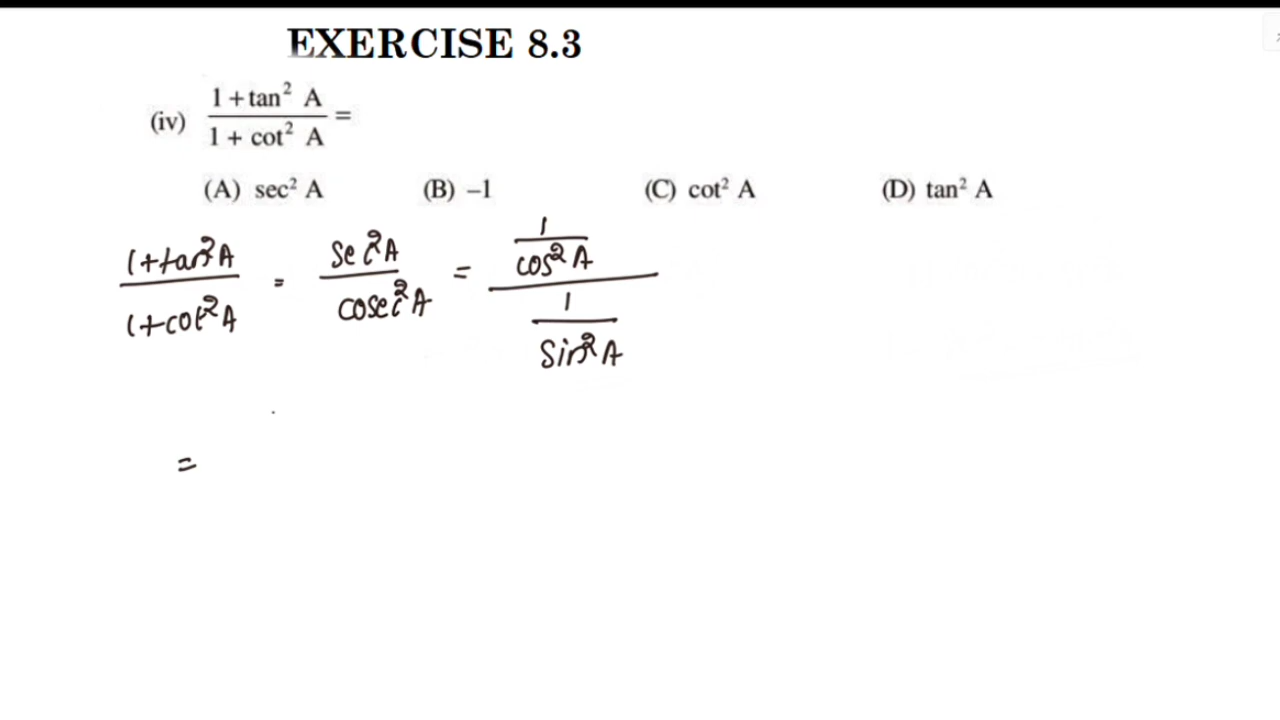 EXERCISE 8.3
(iv) 1 + tan² A / 1 + cot² A =
(A) sec² A (B) –1 (C) cot² A (D) tan² A
1+tan²A / 1+cot²A = sec²A / cosec²A = 1/cos²A / 1/sin²A
=